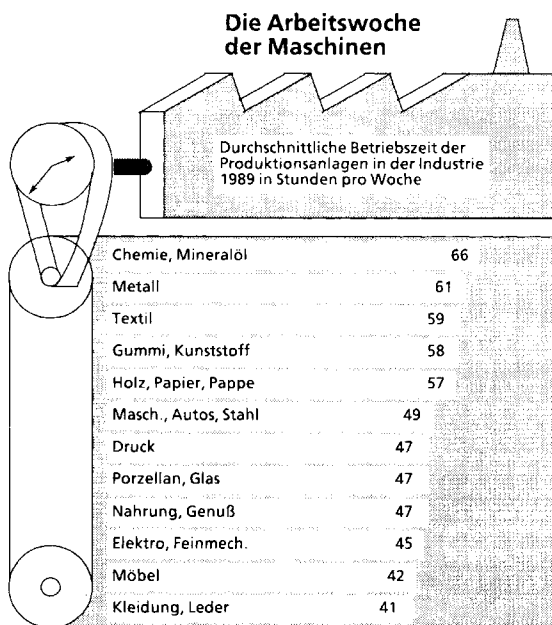 Die Arbeitswoche
der Maschinen
Durchschnittliche Betriebszeit der
Produktionsanlagen in der Industrie
1989 in Stunden pro Woche
Chemie, Mineralöl 66
Metall 61
Textil 59
Gummi, Kunststoff 58
Holz, Papier, Pappe 57
Masch., Autos, Stahl 49
Druck 47
Porzellan, Glas 47
Nahrung, Genuß 47
Elektro, Feinmech. 45
Möbel 42
Kleidung, Leder 41